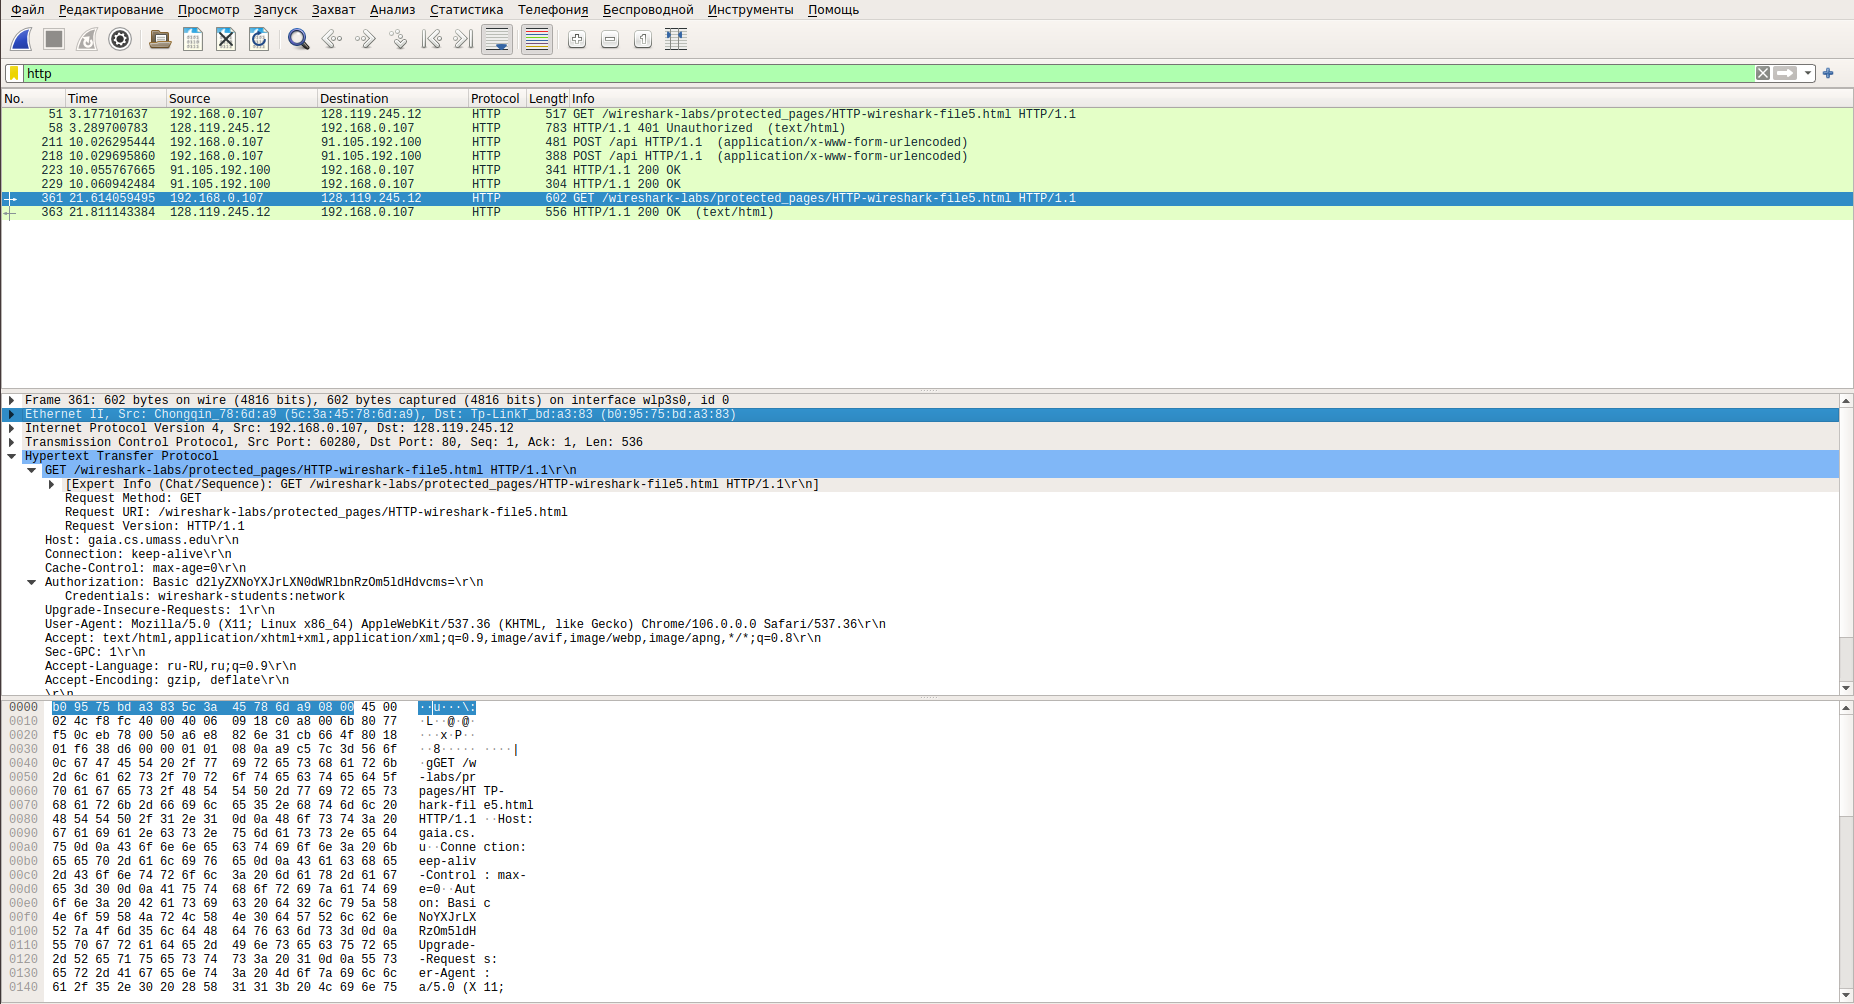 Файл Редактирование Просмотр Запуск Захват Анализ Статистика Телефония Беспроводной Инструменты Помощь
http
No. Time Source Destination Protocol Length Info
51 3.177101637 192.168.0.107 128.119.245.12 HTTP 517 GET /wireshark-labs/protected_pages/HTTP-wireshark-file5.html HTTP/1.1
58 3.289700783 128.119.245.12 192.168.0.107 HTTP 783 HTTP/1.1 401 Unauthorized (text/html)
211 10.026295444 192.168.0.107 91.105.192.100 HTTP 481 POST /api HTTP/1.1 (application/x-www-form-urlencoded)
218 10.029695860 192.168.0.107 91.105.192.100 HTTP 388 POST /api HTTP/1.1 (application/x-www-form-urlencoded)
223 10.055767665 91.105.192.100 192.168.0.107 HTTP 341 HTTP/1.1 200 OK
229 10.060942484 91.105.192.100 192.168.0.107 HTTP 304 HTTP/1.1 200 OK
361 21.614059495 192.168.0.107 128.119.245.12 HTTP 602 GET /wireshark-labs/protected_pages/HTTP-wireshark-file5.html HTTP/1.1
363 21.811143384 128.119.245.12 192.168.0.107 HTTP 556 HTTP/1.1 200 OK (text/html)
Frame 361: 602 bytes on wire (4816 bits), 602 bytes captured (4816 bits) on interface wlp3s0, id 0
Ethernet II, Src: Chongqin_78:6d:a9 (5c:3a:45:78:6d:a9), Dst: Tp-LinkT_bd:a3:83 (b0:95:75:bd:a3:83)
Internet Protocol Version 4, Src: 192.168.0.107, Dst: 128.119.245.12
Transmission Control Protocol, Src Port: 60280, Dst Port: 80, Seq: 1, Ack: 1, Len: 536
Hypertext Transfer Protocol
GET /wireshark-labs/protected_pages/HTTP-wireshark-file5.html HTTP/1.1\r\n
[Expert Info (Chat/Sequence): GET /wireshark-labs/protected_pages/HTTP-wireshark-file5.html HTTP/1.1\r\n]
Request Method: GET
Request URI: /wireshark-labs/protected_pages/HTTP-wireshark-file5.html
Request Version: HTTP/1.1
Host: gaia.cs.umass.edu\r\n
Connection: keep-alive\r\n
Cache-Control: max-age=0\r\n
Authorization: Basic d2lyZXNoYXJrLXN0dWRlbnRzOm5ldHdvcms=\r\n
Credentials: wireshark-students:network
Upgrade-Insecure-Requests: 1\r\n
User-Agent: Mozilla/5.0 (X11; Linux x86_64) AppleWebKit/537.36 (KHTML, like Gecko) Chrome/106.0.0.0 Safari/537.36\r\n
Accept: text/html,application/xhtml+xml,application/xml;q=0.9,image/avif,image/webp,image/apng,*/*;q=0.8\r\n
Sec-GPC: 1\r\n
Accept-Language: ru-RU,ru;q=0.9\r\n
Accept-Encoding: gzip, deflate\r\n
\r\n
0000 b0 95 75 bd a3 83 5c 3a 45 78 6d a9 08 00 45 00 ··u···\:
0010 02 4c f8 fc 40 00 40 06 09 18 c0 a8 00 6b 80 77 ·L··@·@·
0020 f5 0c eb 78 00 50 a6 e8 82 6e 31 cb 66 4f 80 18 ···x·P··
0030 01 f6 38 d6 00 00 01 01 08 0a a9 c5 7c 3d 56 6f ··8····· ····|
0040 0c 67 47 45 54 20 2f 77 69 72 65 73 68 61 72 6b ·gGET /w
0050 2d 6c 61 62 73 2f 70 72 6f 74 65 63 74 65 64 5f -labs/pr
0060 70 61 67 65 73 2f 48 54 54 50 2d 77 69 72 65 73 pages/HT TP-
0070 68 61 72 6b 2d 66 69 6c 65 35 2e 68 74 6d 6c 20 hark-fil e5.html
0080 48 54 54 50 2f 31 2e 31 0d 0a 48 6f 73 74 3a 20 HTTP/1.1 ··Host:
0090 67 61 69 61 2e 63 73 2e 75 6d 61 73 73 2e 65 64 gaia.cs.
00a0 75 0d 0a 43 6f 6e 6e 65 63 74 69 6f 6e 3a 20 6b u··Conne ction:
00b0 65 65 70 2d 61 6c 69 76 65 0d 0a 43 61 63 68 65 eep-aliv
00c0 2d 43 6f 6e 74 72 6f 6c 3a 20 6d 61 78 2d 61 67 -Control : max-
00d0 65 3d 30 0d 0a 41 75 74 68 6f 72 69 7a 61 74 69 e=0··Aut
00e0 6f 6e 3a 20 42 61 73 69 63 20 64 32 6c 79 5a 58 on: Basi c
00f0 4e 6f 59 58 4a 72 4c 58 4e 30 64 57 52 6c 62 6e NoYXJrLX
0100 52 7a 4f 6d 35 6c 64 48 64 76 63 6d 73 3d 0d 0a RzOm5ldH
0110 55 70 67 72 61 64 65 2d 49 6e 73 65 63 75 72 65 Upgrade-
0120 2d 52 65 71 75 65 73 74 73 3a 20 31 0d 0a 55 73 -Request s:
0130 65 72 2d 41 67 65 6e 74 3a 20 4d 6f 7a 69 6c 6c er-Agent :
0140 61 2f 35 2e 30 20 28 58 31 31 3b 20 4c 69 6e 75 a/5.0 (X 11;